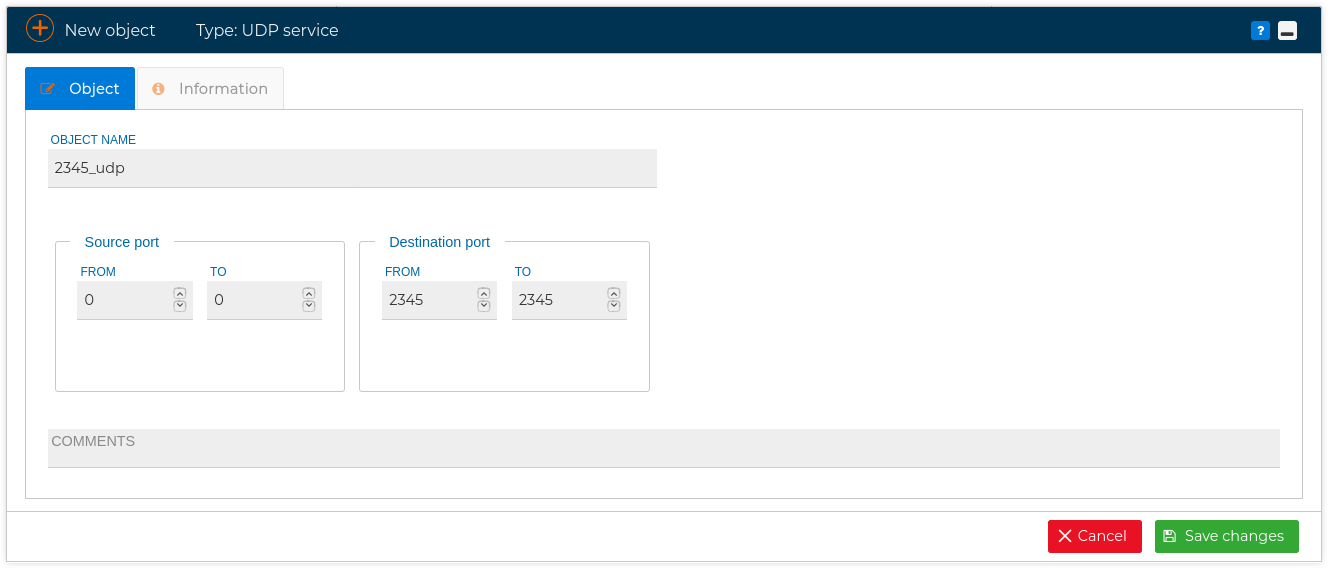 New object Type: UDP service ?
Object Information
OBJECT NAME
2345_udp
Source port Destination port
FROM TO FROM TO
0 0 2345 2345
COMMENTS
Cancel Save changes